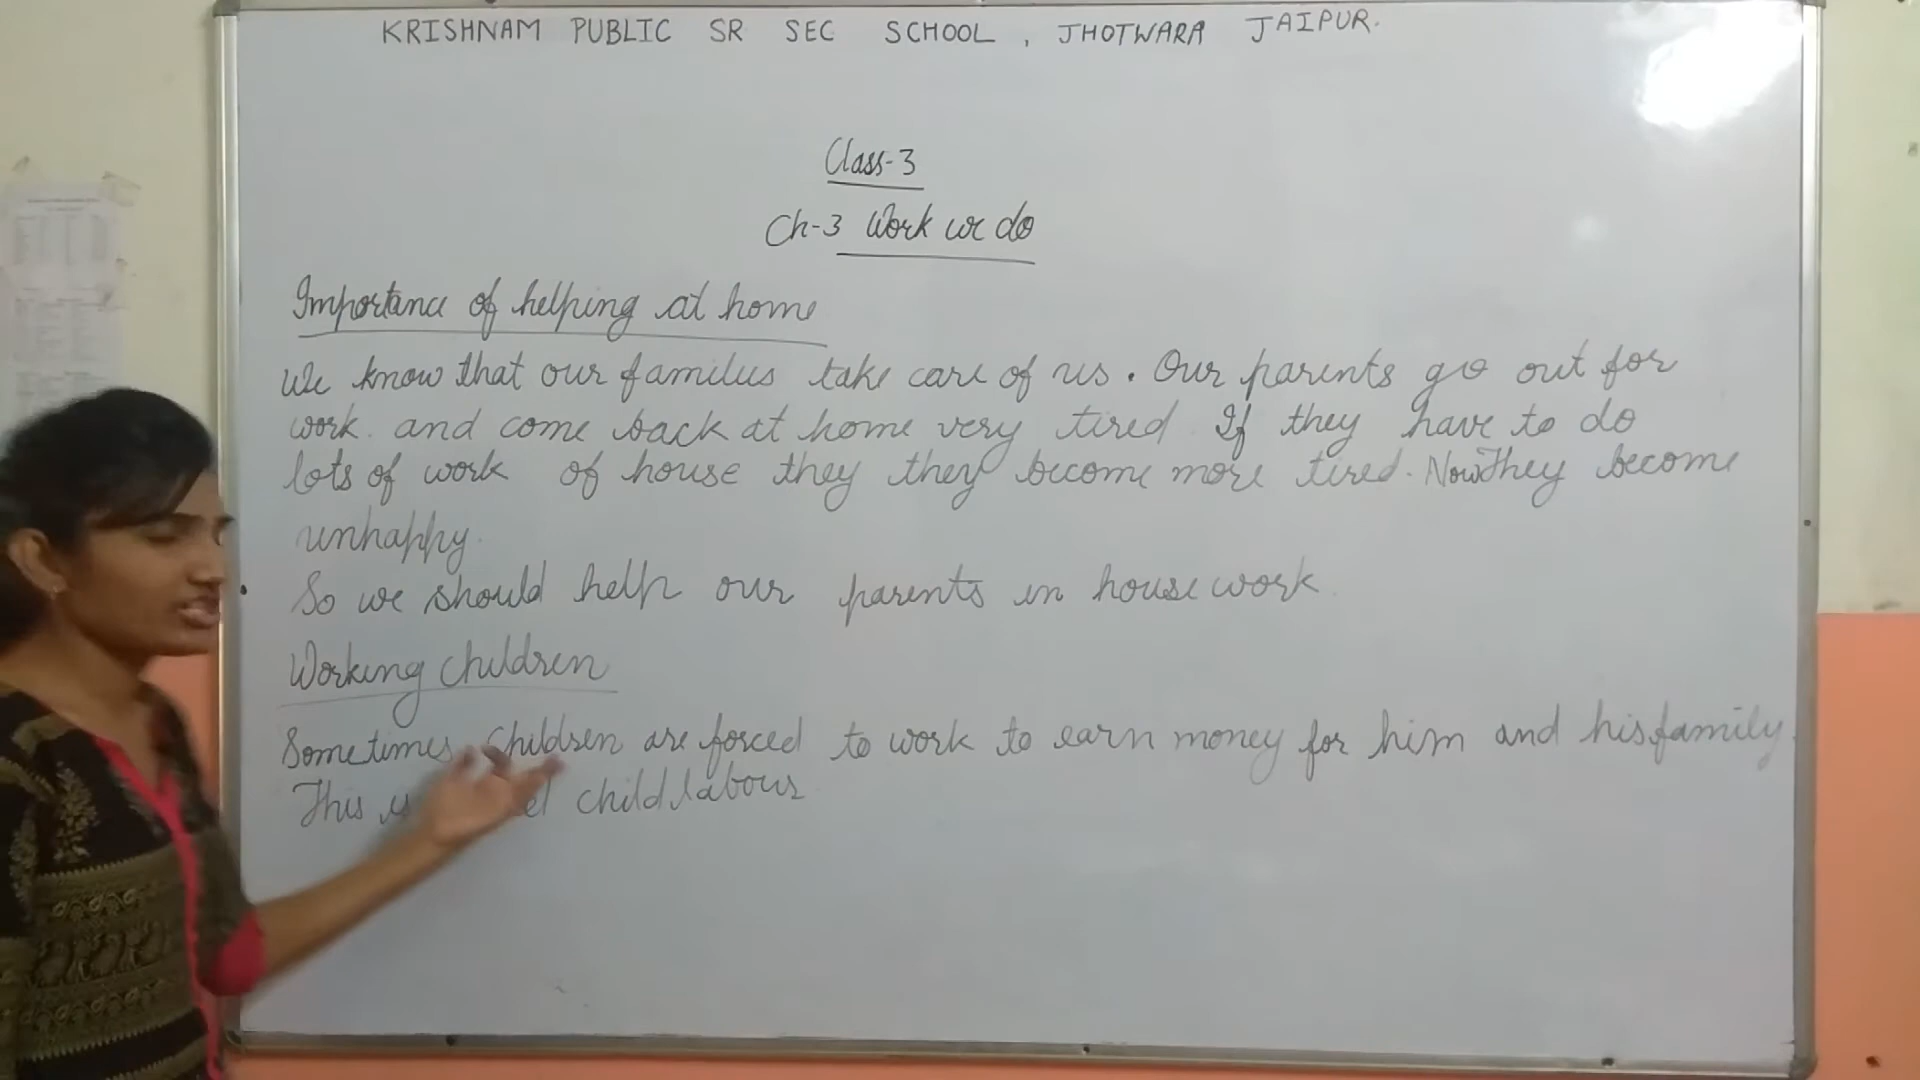 KRISHNAM PUBLIC SR SEC SCHOOL , JHOTWARA JAIPUR.
Class-3
Ch-3 Work we do
Importance of helping at home
We know that our families take care of us. Our parents go out for
work. and come back at home very tired. If they have to do
lots of work of house they they become more tired. Now They become
unhappy.
So we should help our parents in house work.
Working Children
Sometimes Children are forced to work to earn money for him and his family.
This child labour